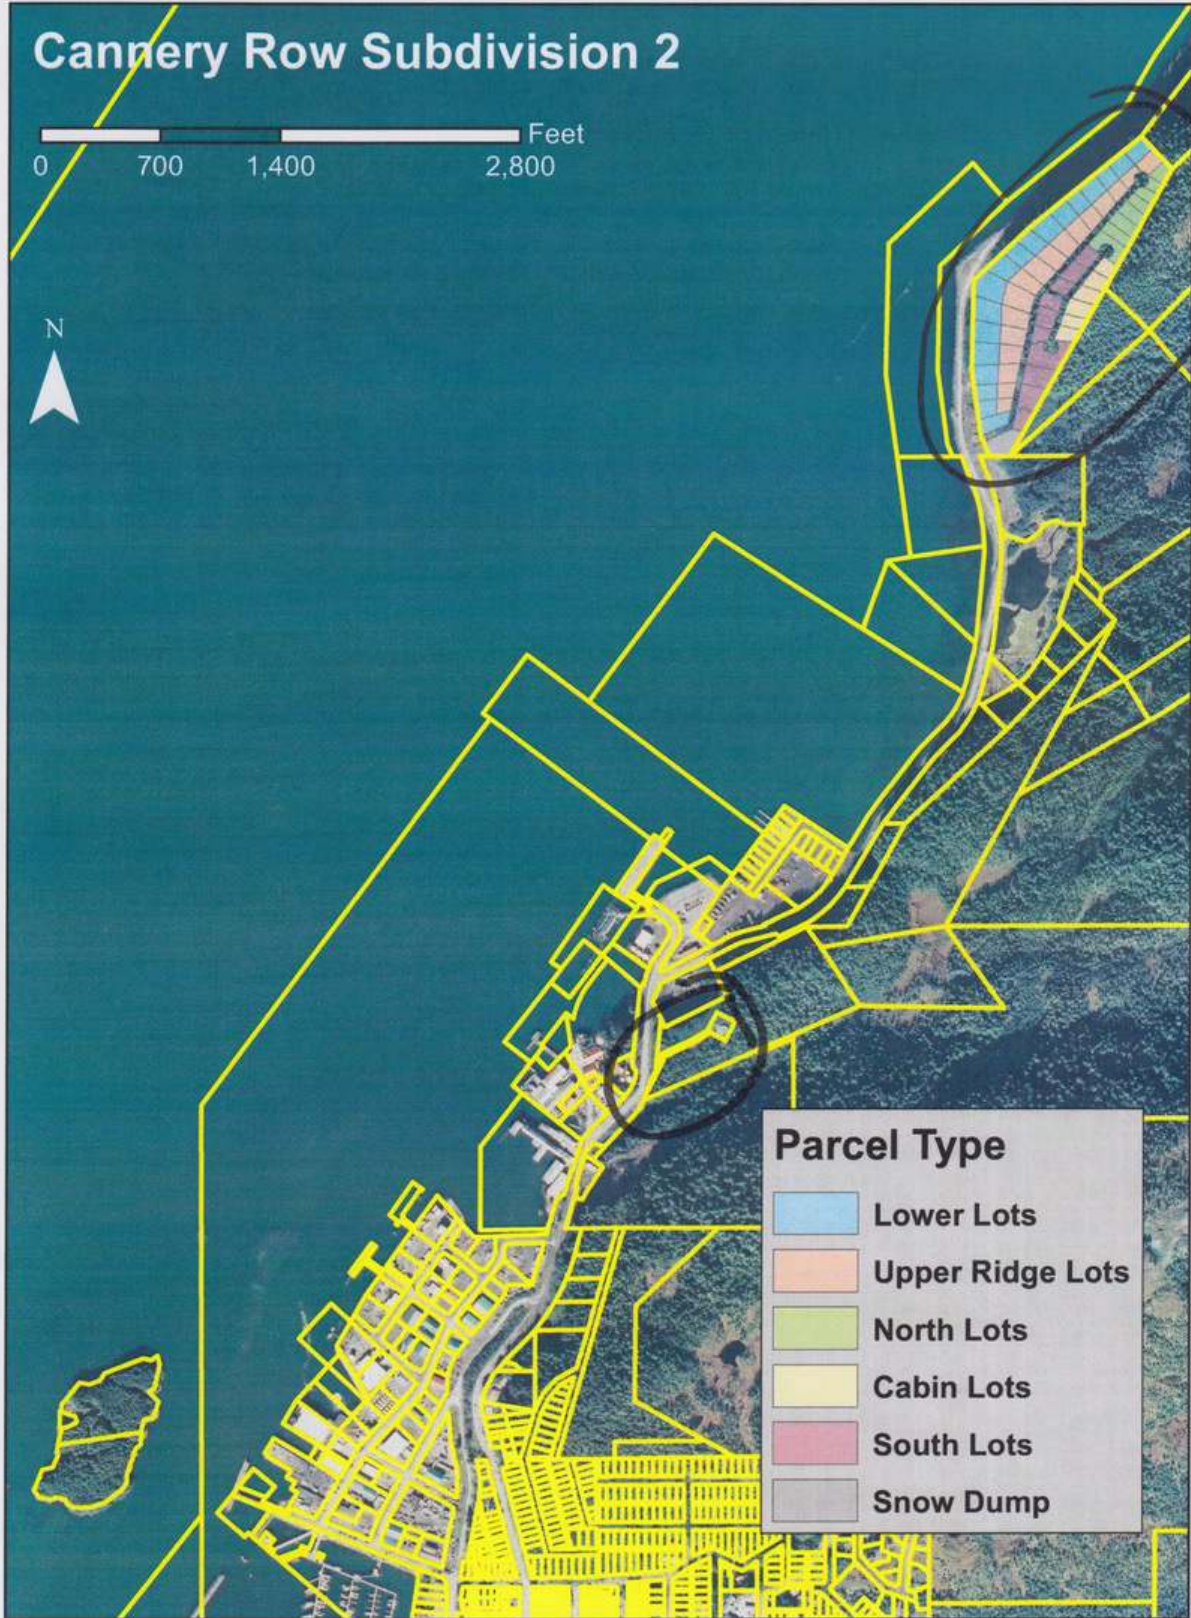 Cannery Row Subdivision 2
Feet
0 700 1,400 2,800
N
Parcel Type
Lower Lots
Upper Ridge Lots
North Lots
Cabin Lots
South Lots
Snow Dump